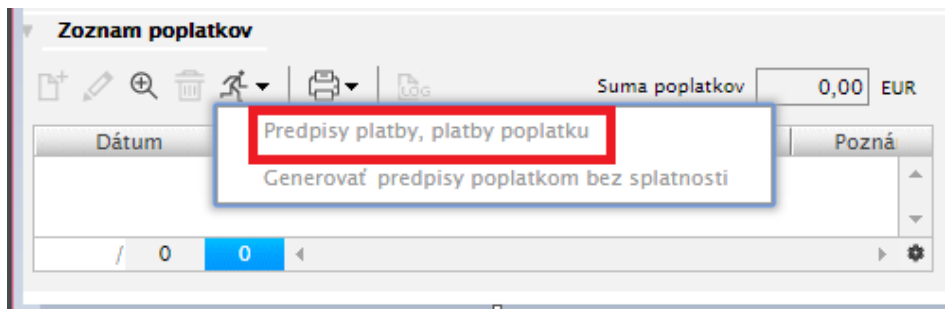 Zoznam poplatkov
LOG
Suma poplatkov 0,00 EUR
Predpisy platby, platby poplatku
Dátum Pozná
Generovať predpisy poplatkom bez splatnosti
/ 0 0